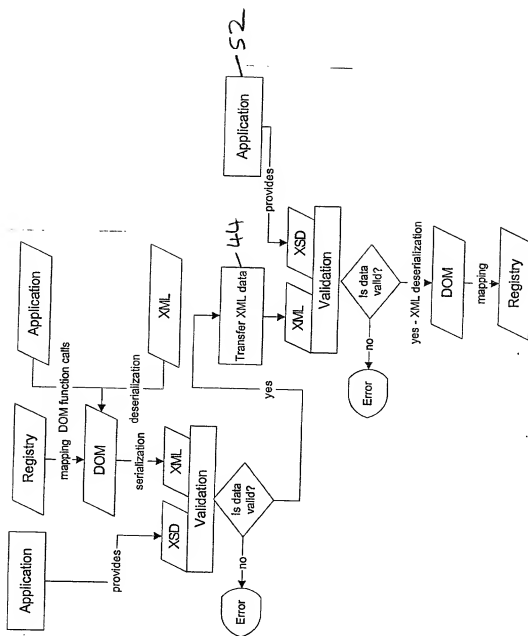 Application
provides
Registry
mapping
DOM function calls
Application
DOM
deserialization
XML
serialization
XSD
XML
Validation
Is data
valid?
no
Error
yes
Transfer XML data
44
Application
52
provides
XML
XSD
Validation
Is data
valid?
no
Error
yes - XML deserialization
DOM
mapping
Registry